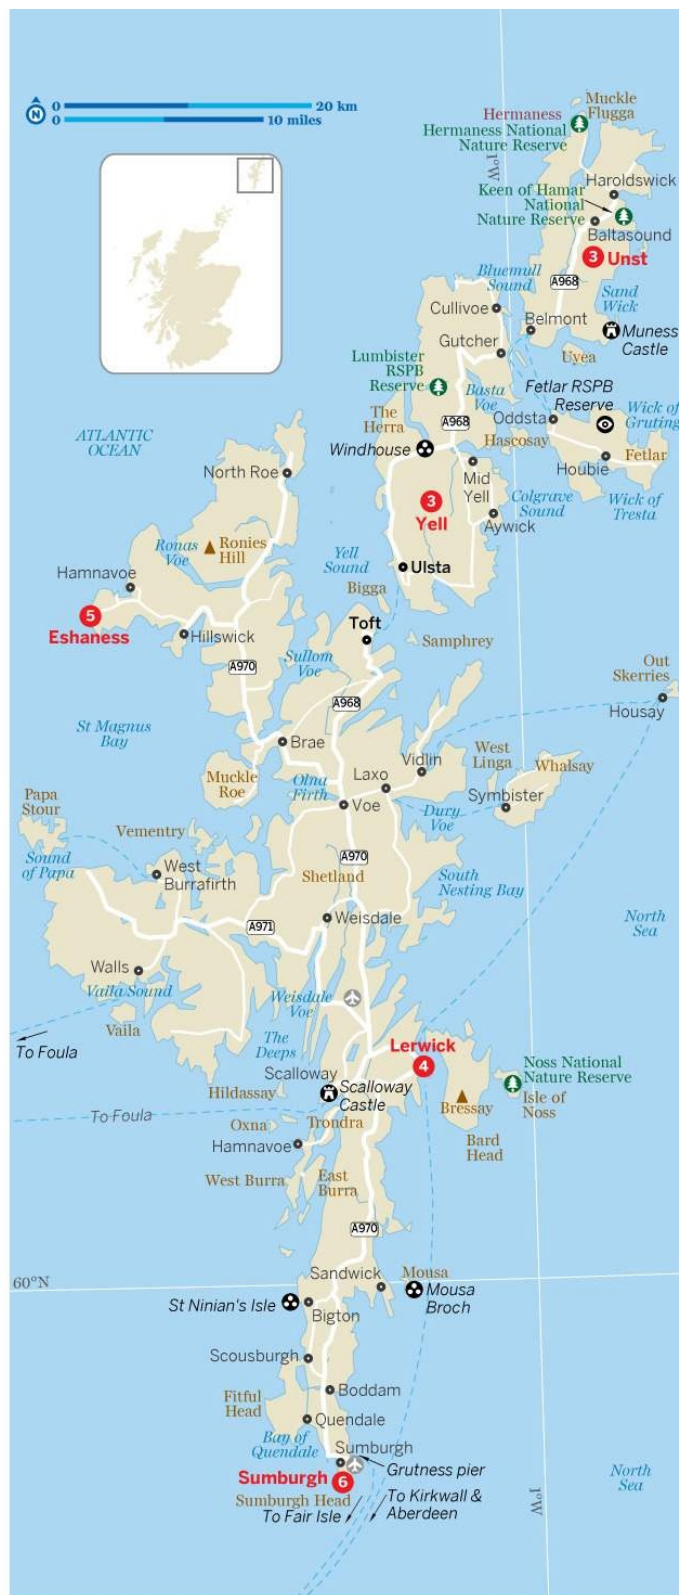 Muckle
Flugga
Hermaness
Hermaness National
Nature Reserve
0 20 km
N
0 10 miles
1°W
Keen of Hamar
National
Nature Reserve
Haroldswick
Baltasound
3 Unst
Bluemull
Sound
A968
Sand
Wick
Cullivoe
Belmont
Muness
Castle
Gutcher
Uyea
Lumbister
RSPB
Reserve
Fetlar RSPB
Reserve
Basta
Voe
The
Herra
A968
Oddsta
Wick of
Gruting
Hascosay
ATLANTIC
OCEAN
Windhouse
Houbie
Fetlar
North Roe
Mid
Yell
3
Yell
Colgrave
Sound
Wick of
Tresta
Aywick
Ronas
Voe
Ronies
Hill
Yell
Sound
Hamnavoe
Ulsta
Bigga
5
Eshaness
Hillswick
Toft
Samphrey
Sullom
Voe
A970
Out
Skerries
A968
Housay
St Magnus
Bay
Brae
Vidlin
West
Linga
Whalsay
Muckle
Roe
Olna
Firth
Laxo
Papa
Stour
Symbister
Voe
Dury
Voe
Vementry
Sound
of Papa
West
Burrafirth
A970
Shetland
South
Nesting Bay
A971
Weisdale
North
Sea
Walls
Vaila Sound
Weisdale
Voe
Vaila
To Foula
The
Deeps
Lerwick
4
Scalloway
Noss National
Nature Reserve
Hildassay
Scalloway
Castle
Isle of
Noss
Bressay
To Foula
Oxna
Trondra
Bard
Head
Hamnavoe
West Burra
East
Burra
A970
60°N
Sandwick
Mousa
Mousa
Broch
St Ninian's Isle
Bigton
Scousburgh
Boddam
Fitful
Head
Quendale
Bay of
Quendale
Sumburgh
Grutness pier
Sumburgh 6
Sumburgh Head
To Fair Isle
To Kirkwall &
Aberdeen
North
Sea
1°W